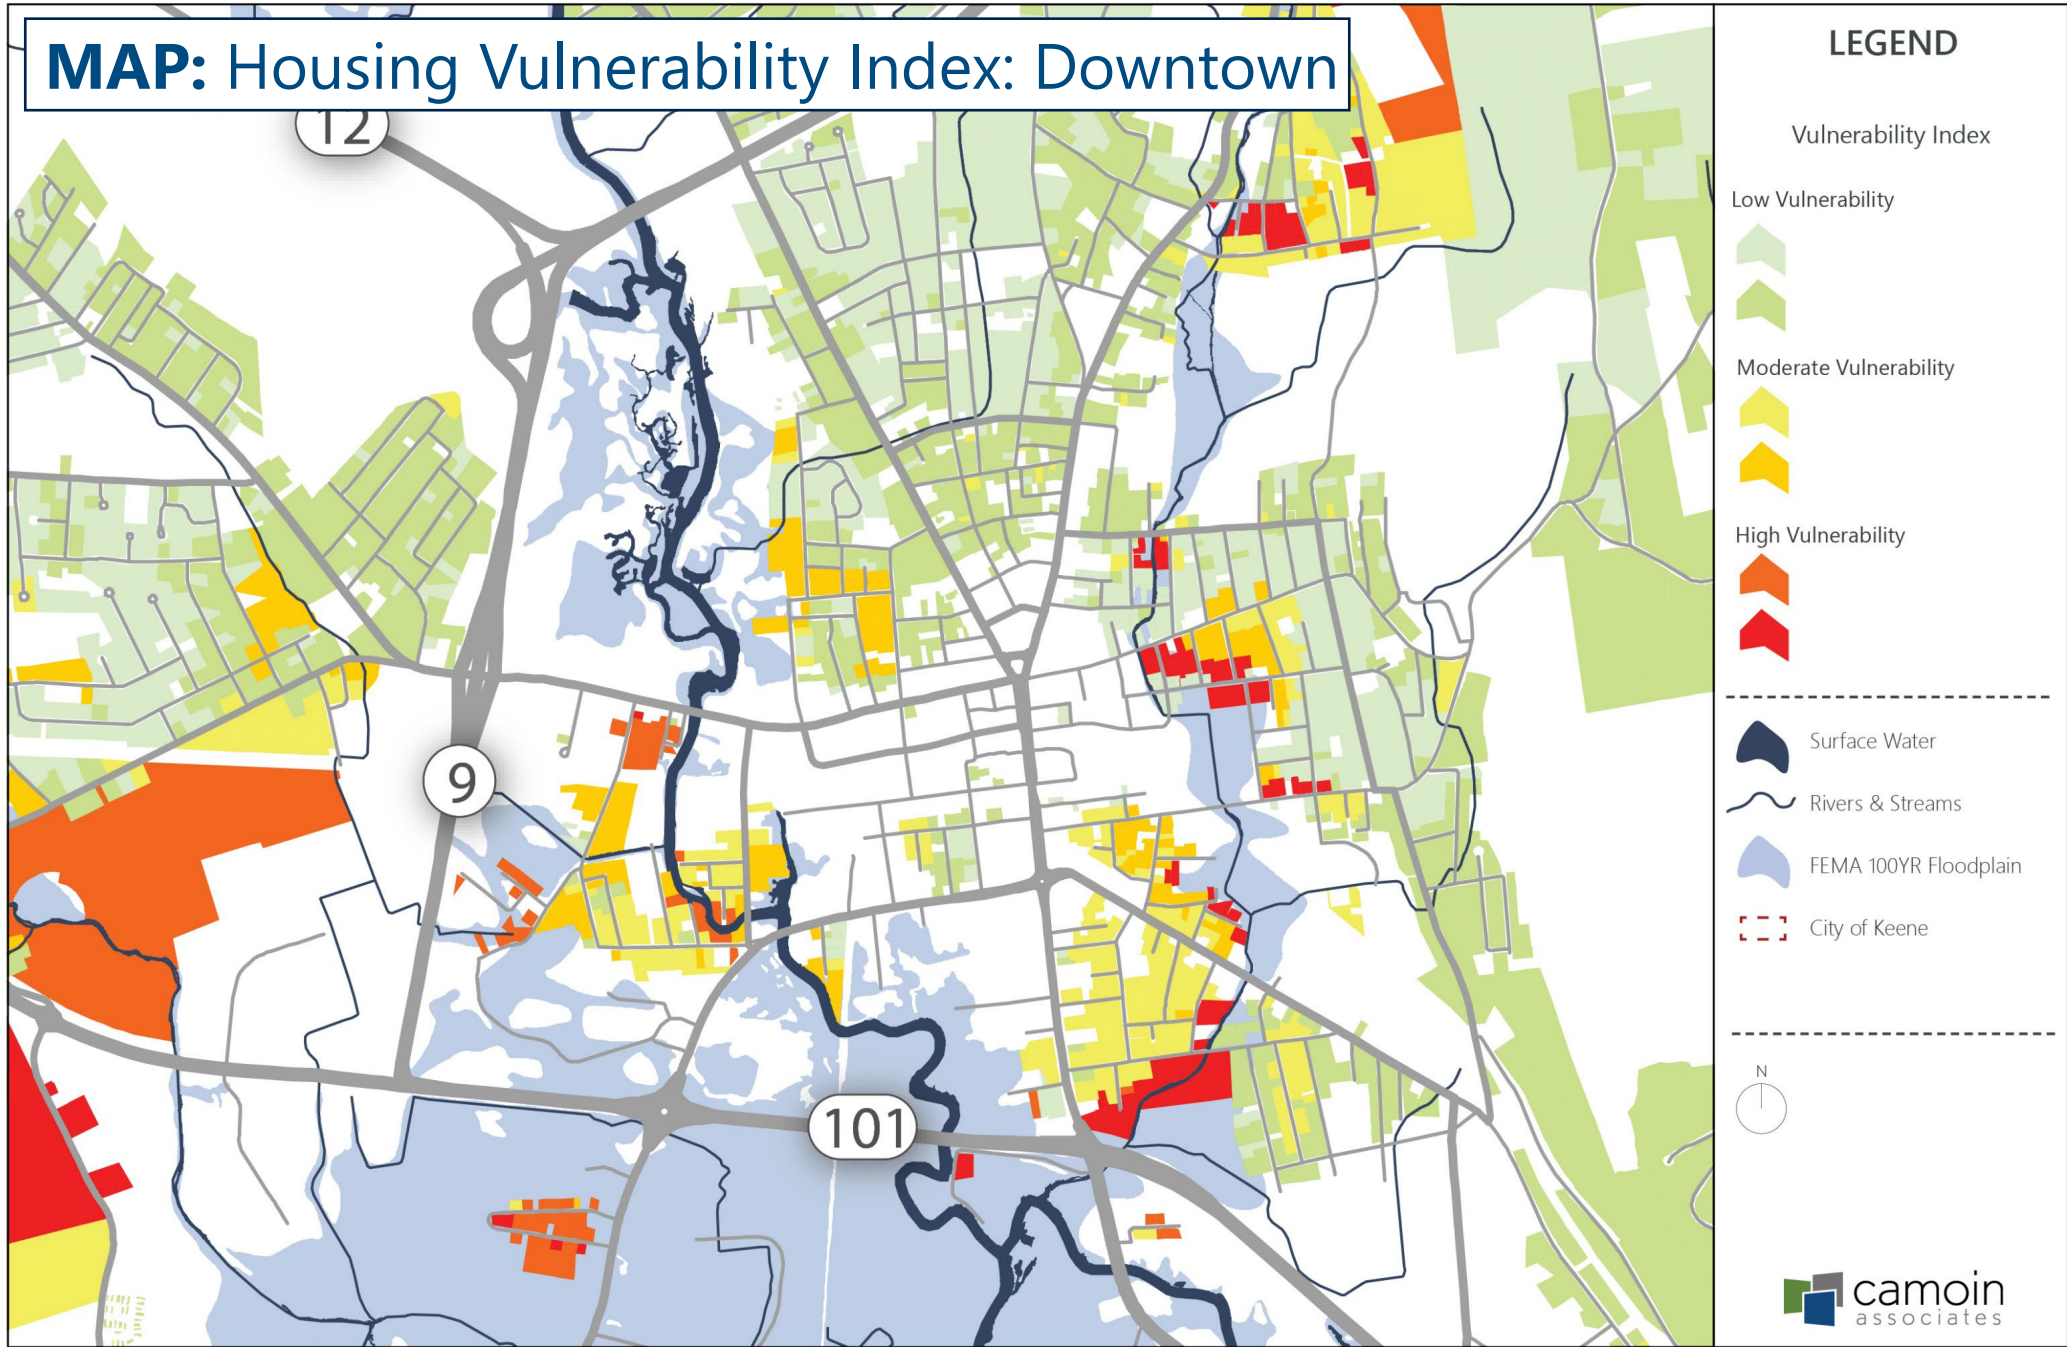 MAP: Housing Vulnerability Index: Downtown
12
9
101
LEGEND
Vulnerability Index
Low Vulnerability
Moderate Vulnerability
High Vulnerability
Surface Water
Rivers & Streams
FEMA 100YR Floodplain
City of Keene
N
camoin
associates